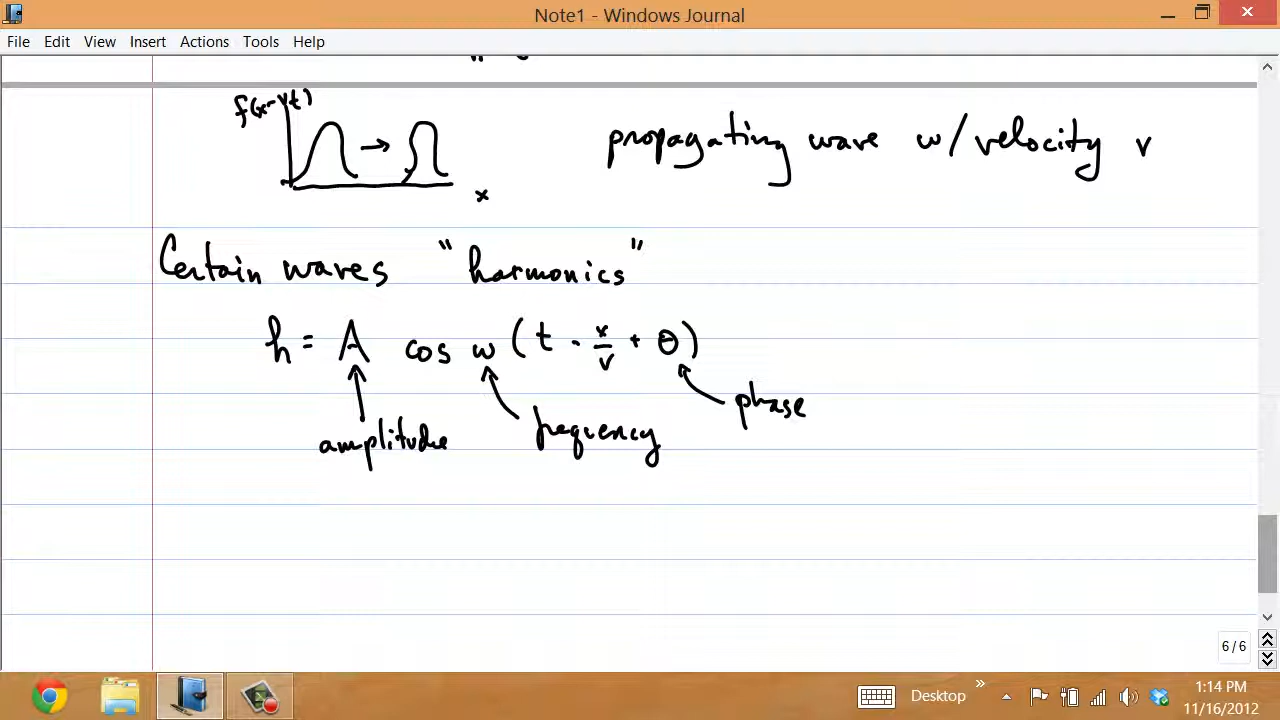 Note1 - Windows Journal
File Edit View Insert Actions Tools Help
f(x-vt)
x
propagating wave w/velocity v
Certain waves "harmonics"
h = A cos ω (t - x/v + θ)
amplitude
frequency
phase
6 / 6
Desktop
1:14 PM
11/16/2012